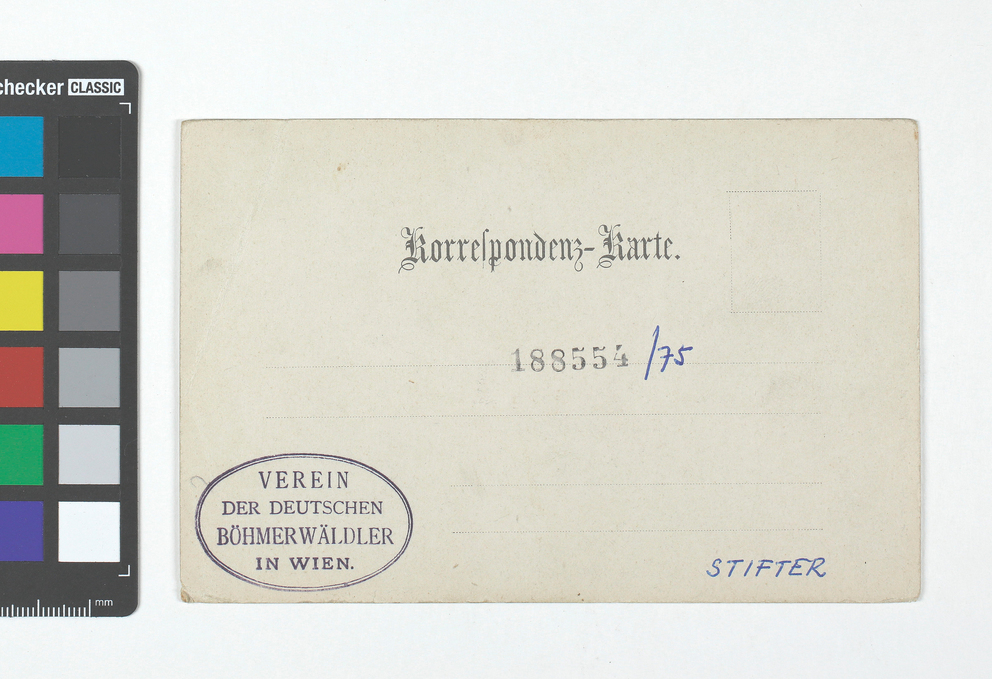 checker CLASSIC
Korreſpondenz-Karte.
188554 /75
VEREIN
DER DEUTSCHEN
BÖHMERWÄLDLER
IN WIEN.
STIFTER
mm